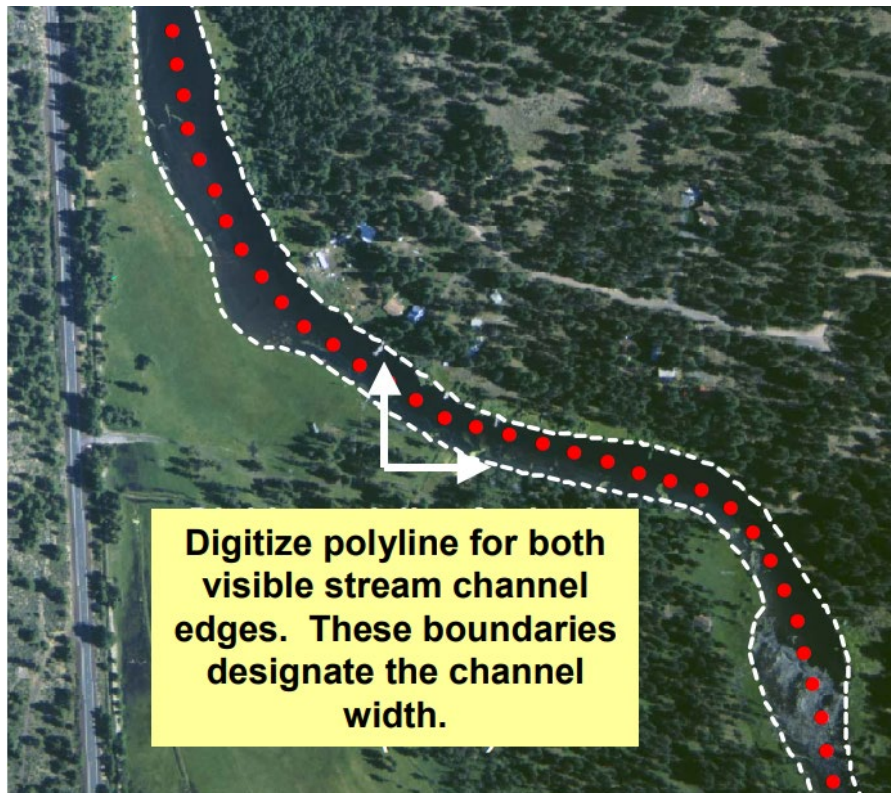 Digitize polyline for both
visible stream channel
edges.  These boundaries
designate the channel
width.